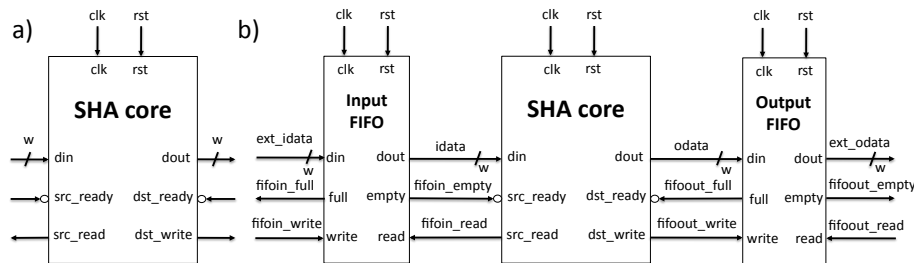 a)
clk rst
clk rst
SHA core
w
w
din dout
src_ready dst_ready
src_read dst_write
b)
clk rst
clk rst
Input
FIFO
ext_idata
w
din dout
fifoin_full
full empty
fifoin_write
write read
idata
w
fifoin_empty
fifoin_read
clk rst
clk rst
SHA core
din dout
src_ready dst_ready
src_read dst_write
odata
w
fifoout_full
fifoout_write
clk rst
clk rst
Output
FIFO
din dout
full empty
write read
ext_odata
w
fifoout_empty
fifoout_read